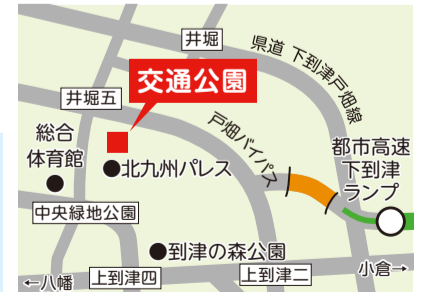 井堀
県道 下到津戸畑線
交通公園
井堀五
戸畑バイパス
総合
体育館
都市高速
下到津
ランプ
●北九州パレス
中央緑地公園
●到津の森公園
小倉→
←八幡
上到津四
上到津二